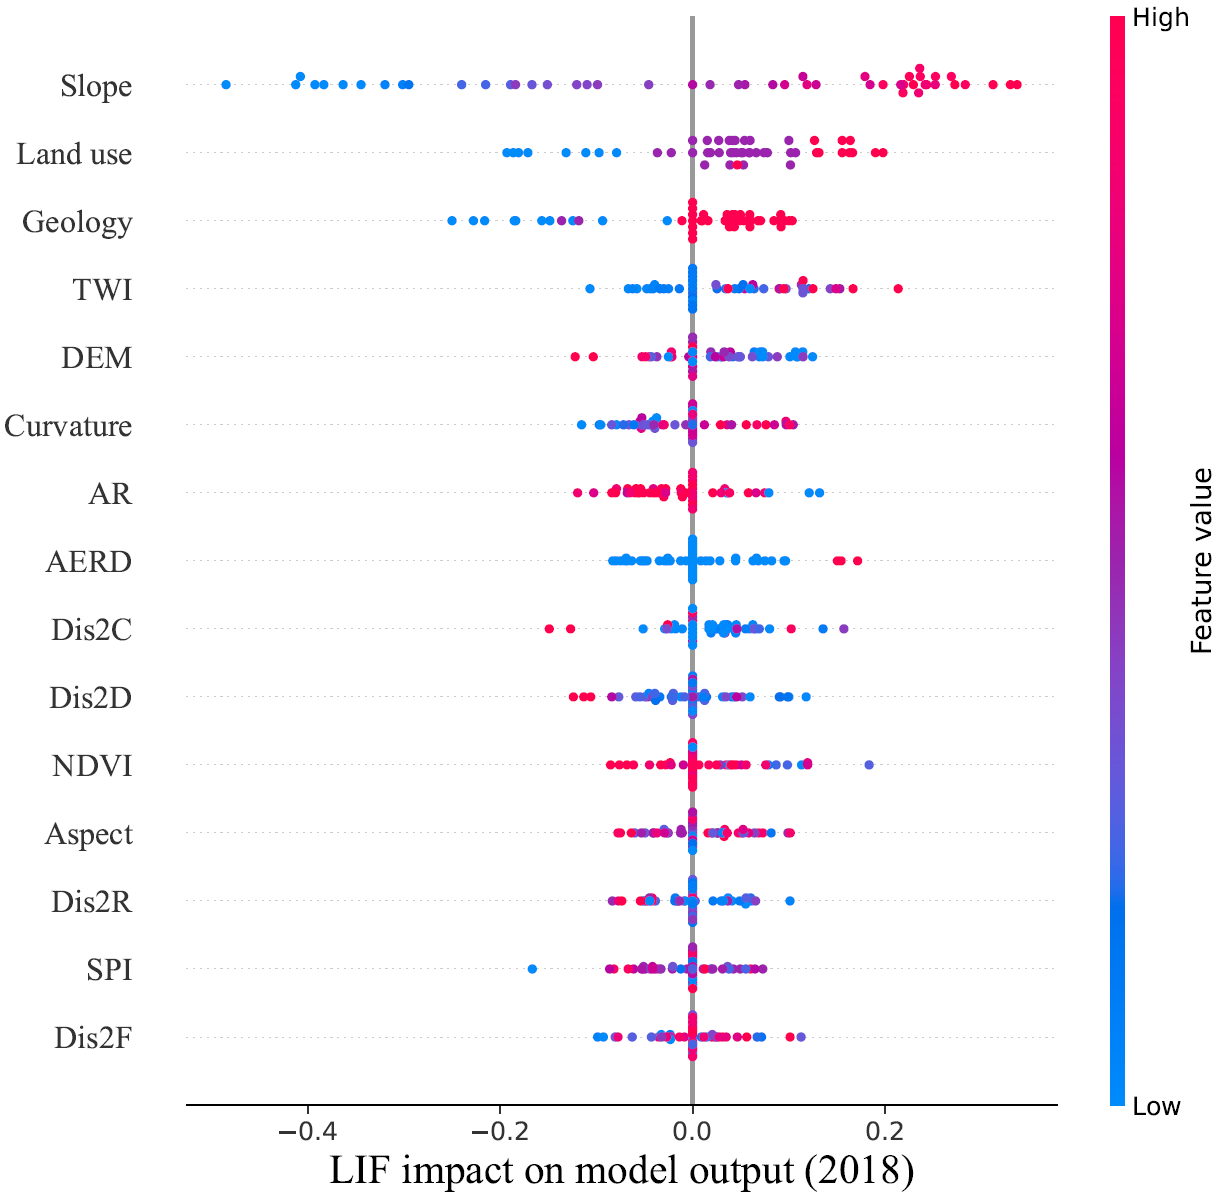 High
Slope
Land use
Geology
TWI
DEM
Curvature
AR
AERD
Dis2C
Dis2D
NDVI
Aspect
Dis2R
SPI
Dis2F
Feature value
Low
−0.4 −0.2 0.0 0.2
LIF impact on model output (2018)